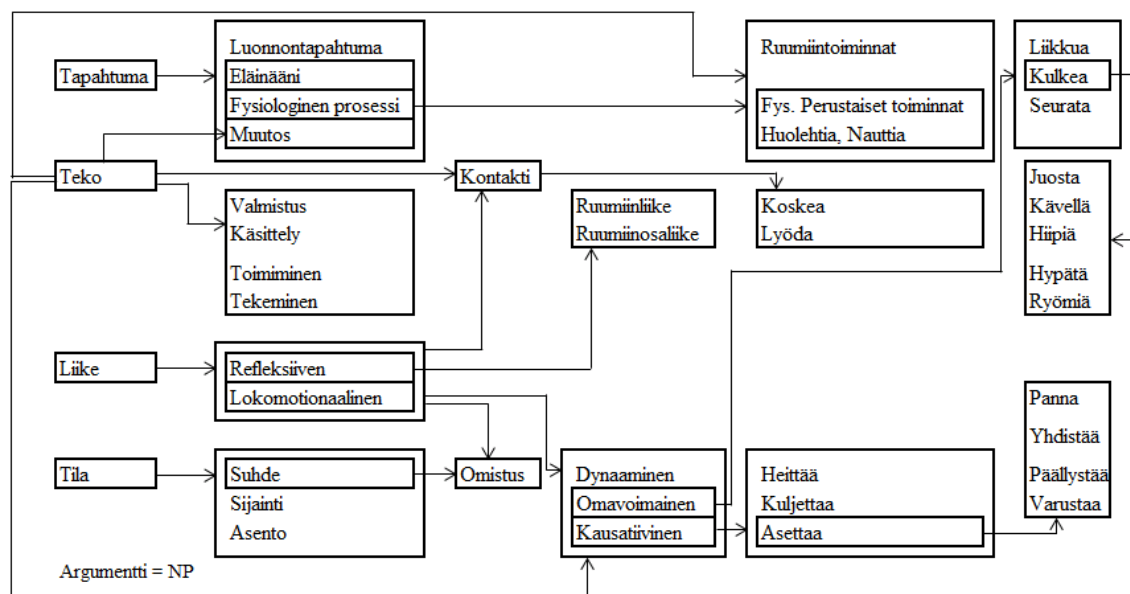 Tapahtuma
Teko
Liike
Tila
Argumentti = NP
Luonnontapahtuma
Eläinääni
Fysiologinen prosessi
Muutos
Valmistus
Käsittely
Toimiminen
Tekeminen
Refleksiiven
Lokomotionaalinen
Suhde
Sijainti
Asento
Kontakti
Omistus
Ruumiinliike
Ruumiinosaliike
Dynaaminen
Omavoimainen
Kausatiivinen
Ruumiintoiminnat
Fys. Perustaiset toiminnat
Huolehtia, Nauttia
Koskea
Lyöda
Heittää
Kuljettaa
Asettaa
Liikkua
Kulkea
Seurata
Juosta
Kävellä
Hiipiä
Hypätä
Ryömiä
Panna
Yhdistää
Päällystää
Varustaa